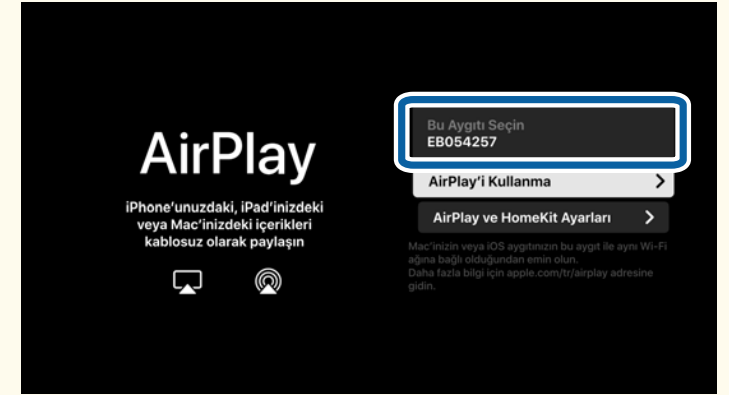 AirPlay
iPhone'unuzdaki, iPad'inizdeki
veya Mac'inizdeki içerikleri
kablosuz olarak paylaşın
Bu Aygıtı Seçin
EB054257
AirPlay'i Kullanma
AirPlay ve HomeKit Ayarları
Mac'inizin veya iOS aygıtınızın bu aygıt ile aynı Wi-Fi
ağına bağlı olduğundan emin olun.
Daha fazla bilgi için apple.com/tr/airplay adresine
gidin.